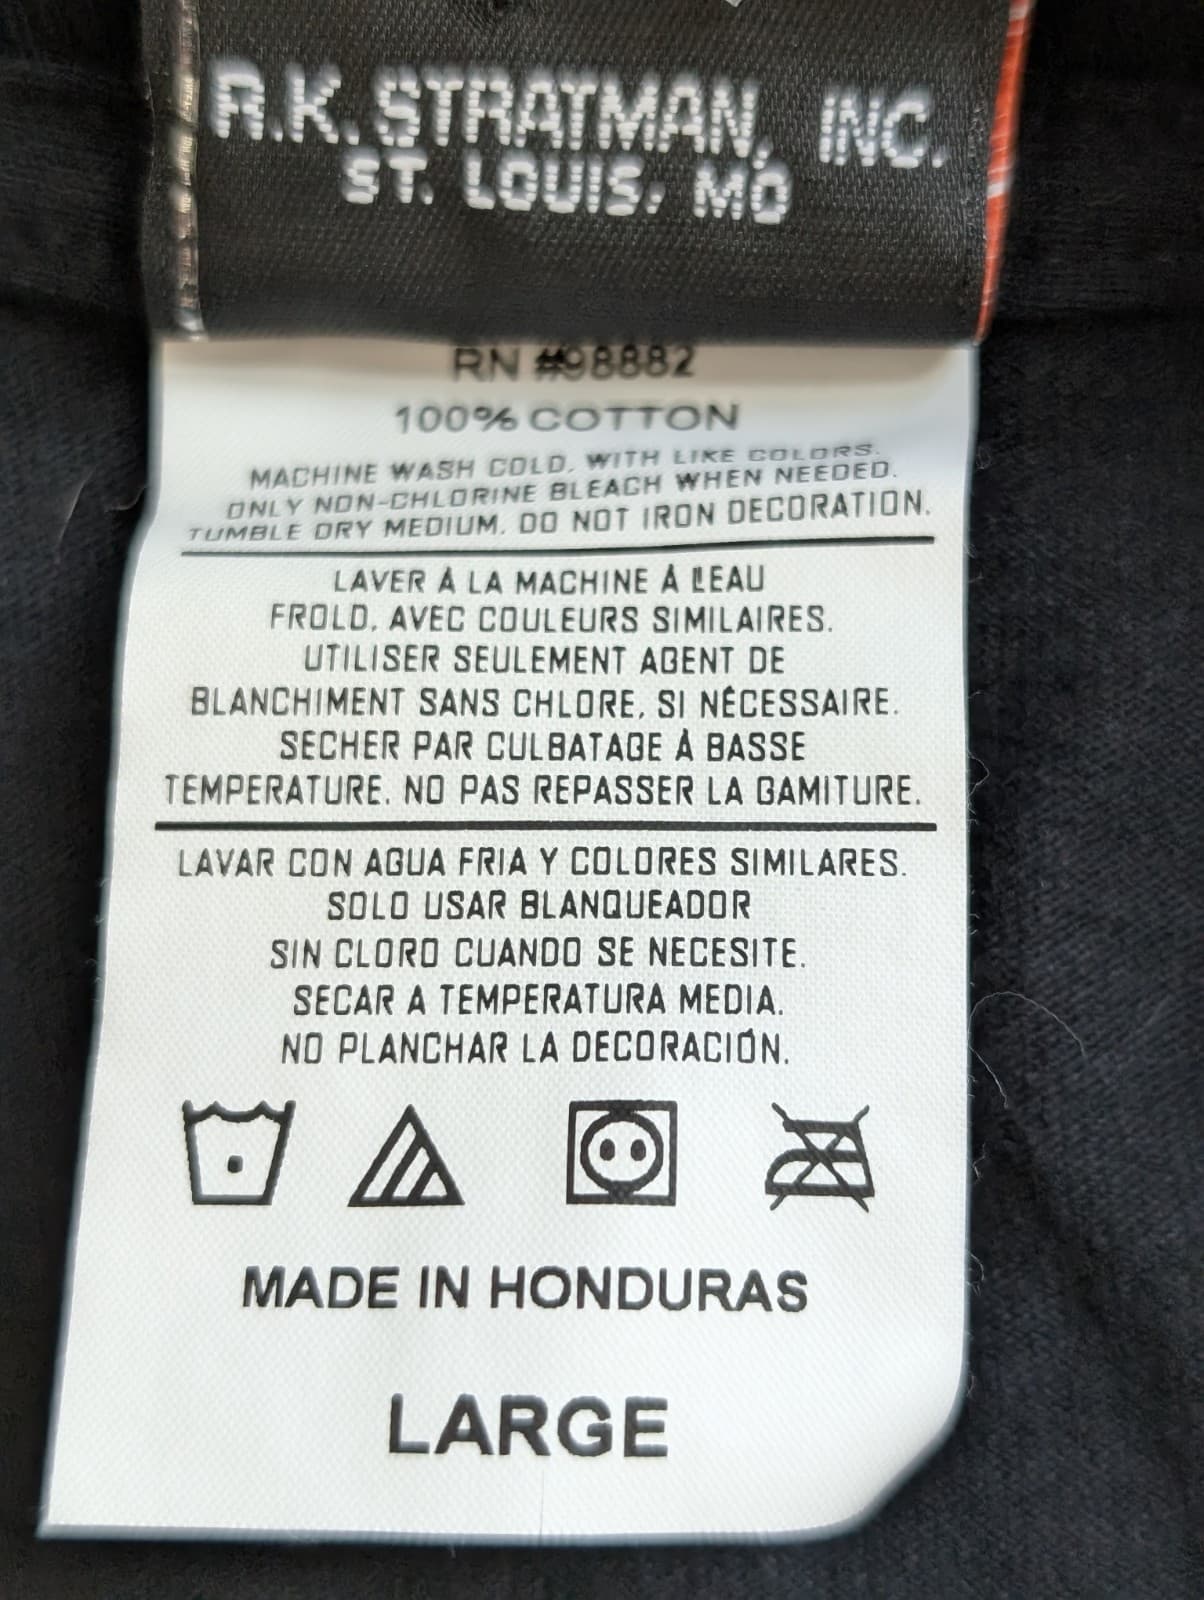 R.K. STRATMAN, INC.
ST. LOUIS, MO
RN #98882
100% COTTON
MACHINE WASH COLD, WITH LIKE COLORS.
ONLY NON-CHLORINE BLEACH WHEN NEEDED.
TUMBLE DRY MEDIUM. DO NOT IRON DECORATION.
LAVER À LA MACHINE À L'EAU
FROLD, AVEC COULEURS SIMILAIRES.
UTILISER SEULEMENT AGENT DE
BLANCHIMENT SANS CHLORE, SI NÉCESSAIRE.
SECHER PAR CULBATAGE À BASSE
TEMPERATURE. NO PAS REPASSER LA GAMITURE.
LAVAR CON AGUA FRIA Y COLORES SIMILARES.
SOLO USAR BLANQUEADOR
SIN CLORO CUANDO SE NECESITE.
SECAR A TEMPERATURA MEDIA.
NO PLANCHAR LA DECORACIÓN.
MADE IN HONDURAS
LARGE